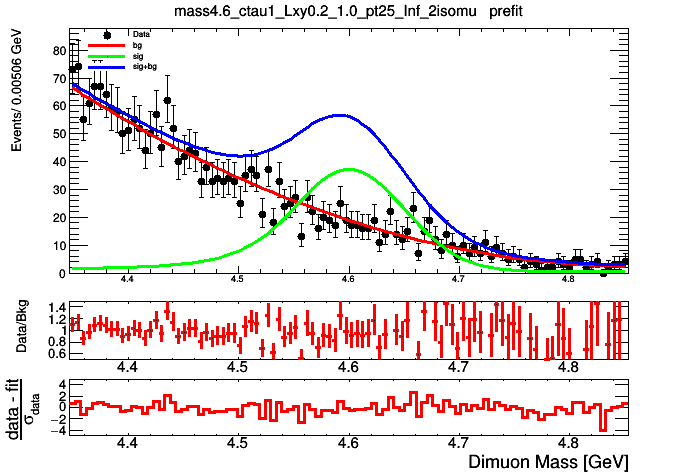 mass4.6_ctau1_Lxy0.2_1.0_pt25_Inf_2isomu prefit
Events/ 0.00506 GeV
80
70
60
50
40
30
20
10
0
Data
bg
sig
sig+bg
4.4 4.5 4.6 4.7 4.8
Data/Bkg
1.4
1.2
1
0.8
0.6
4.4 4.5 4.6 4.7 4.8
data - fit
σdata
4
2
0
−2
−4
4.4 4.5 4.6 4.7 4.8
Dimuon Mass [GeV]